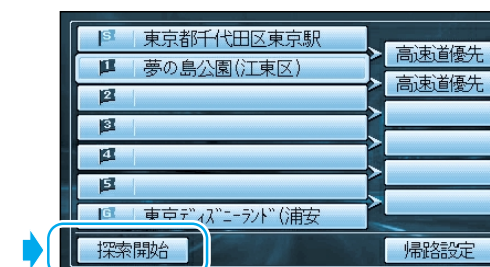 S 東京都千代田区東京駅
高速道優先
1 夢の島公園(江東区)
高速道優先
2
3
4
5
G 東京ディズニーランド(浦安
探索開始
帰路設定